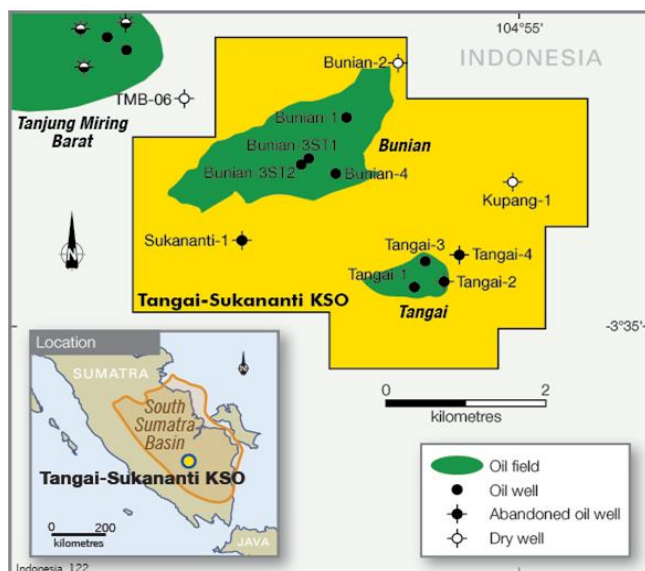 104°55'
INDONESIA
Bunian-2
TMB-06
Tanjung Miring
Barat
Bunian 1
Bunian
Bunian 3ST1
Bunian 3ST2
Bunian-4
Kupang-1
Sukananti-1
Tangai-3
Tangai-4
Tangai-1
Tangai-2
Tangai-Sukananti KSO
Tangai
-3°35'
N
0
2
kilometres
Location
N
SUMATRA
South
Sumatra
Basin
Tangai-Sukananti KSO
0
200
kilometres
JAVA
Oil field
Oil well
Abandoned oil well
Dry well
Indonesia 122